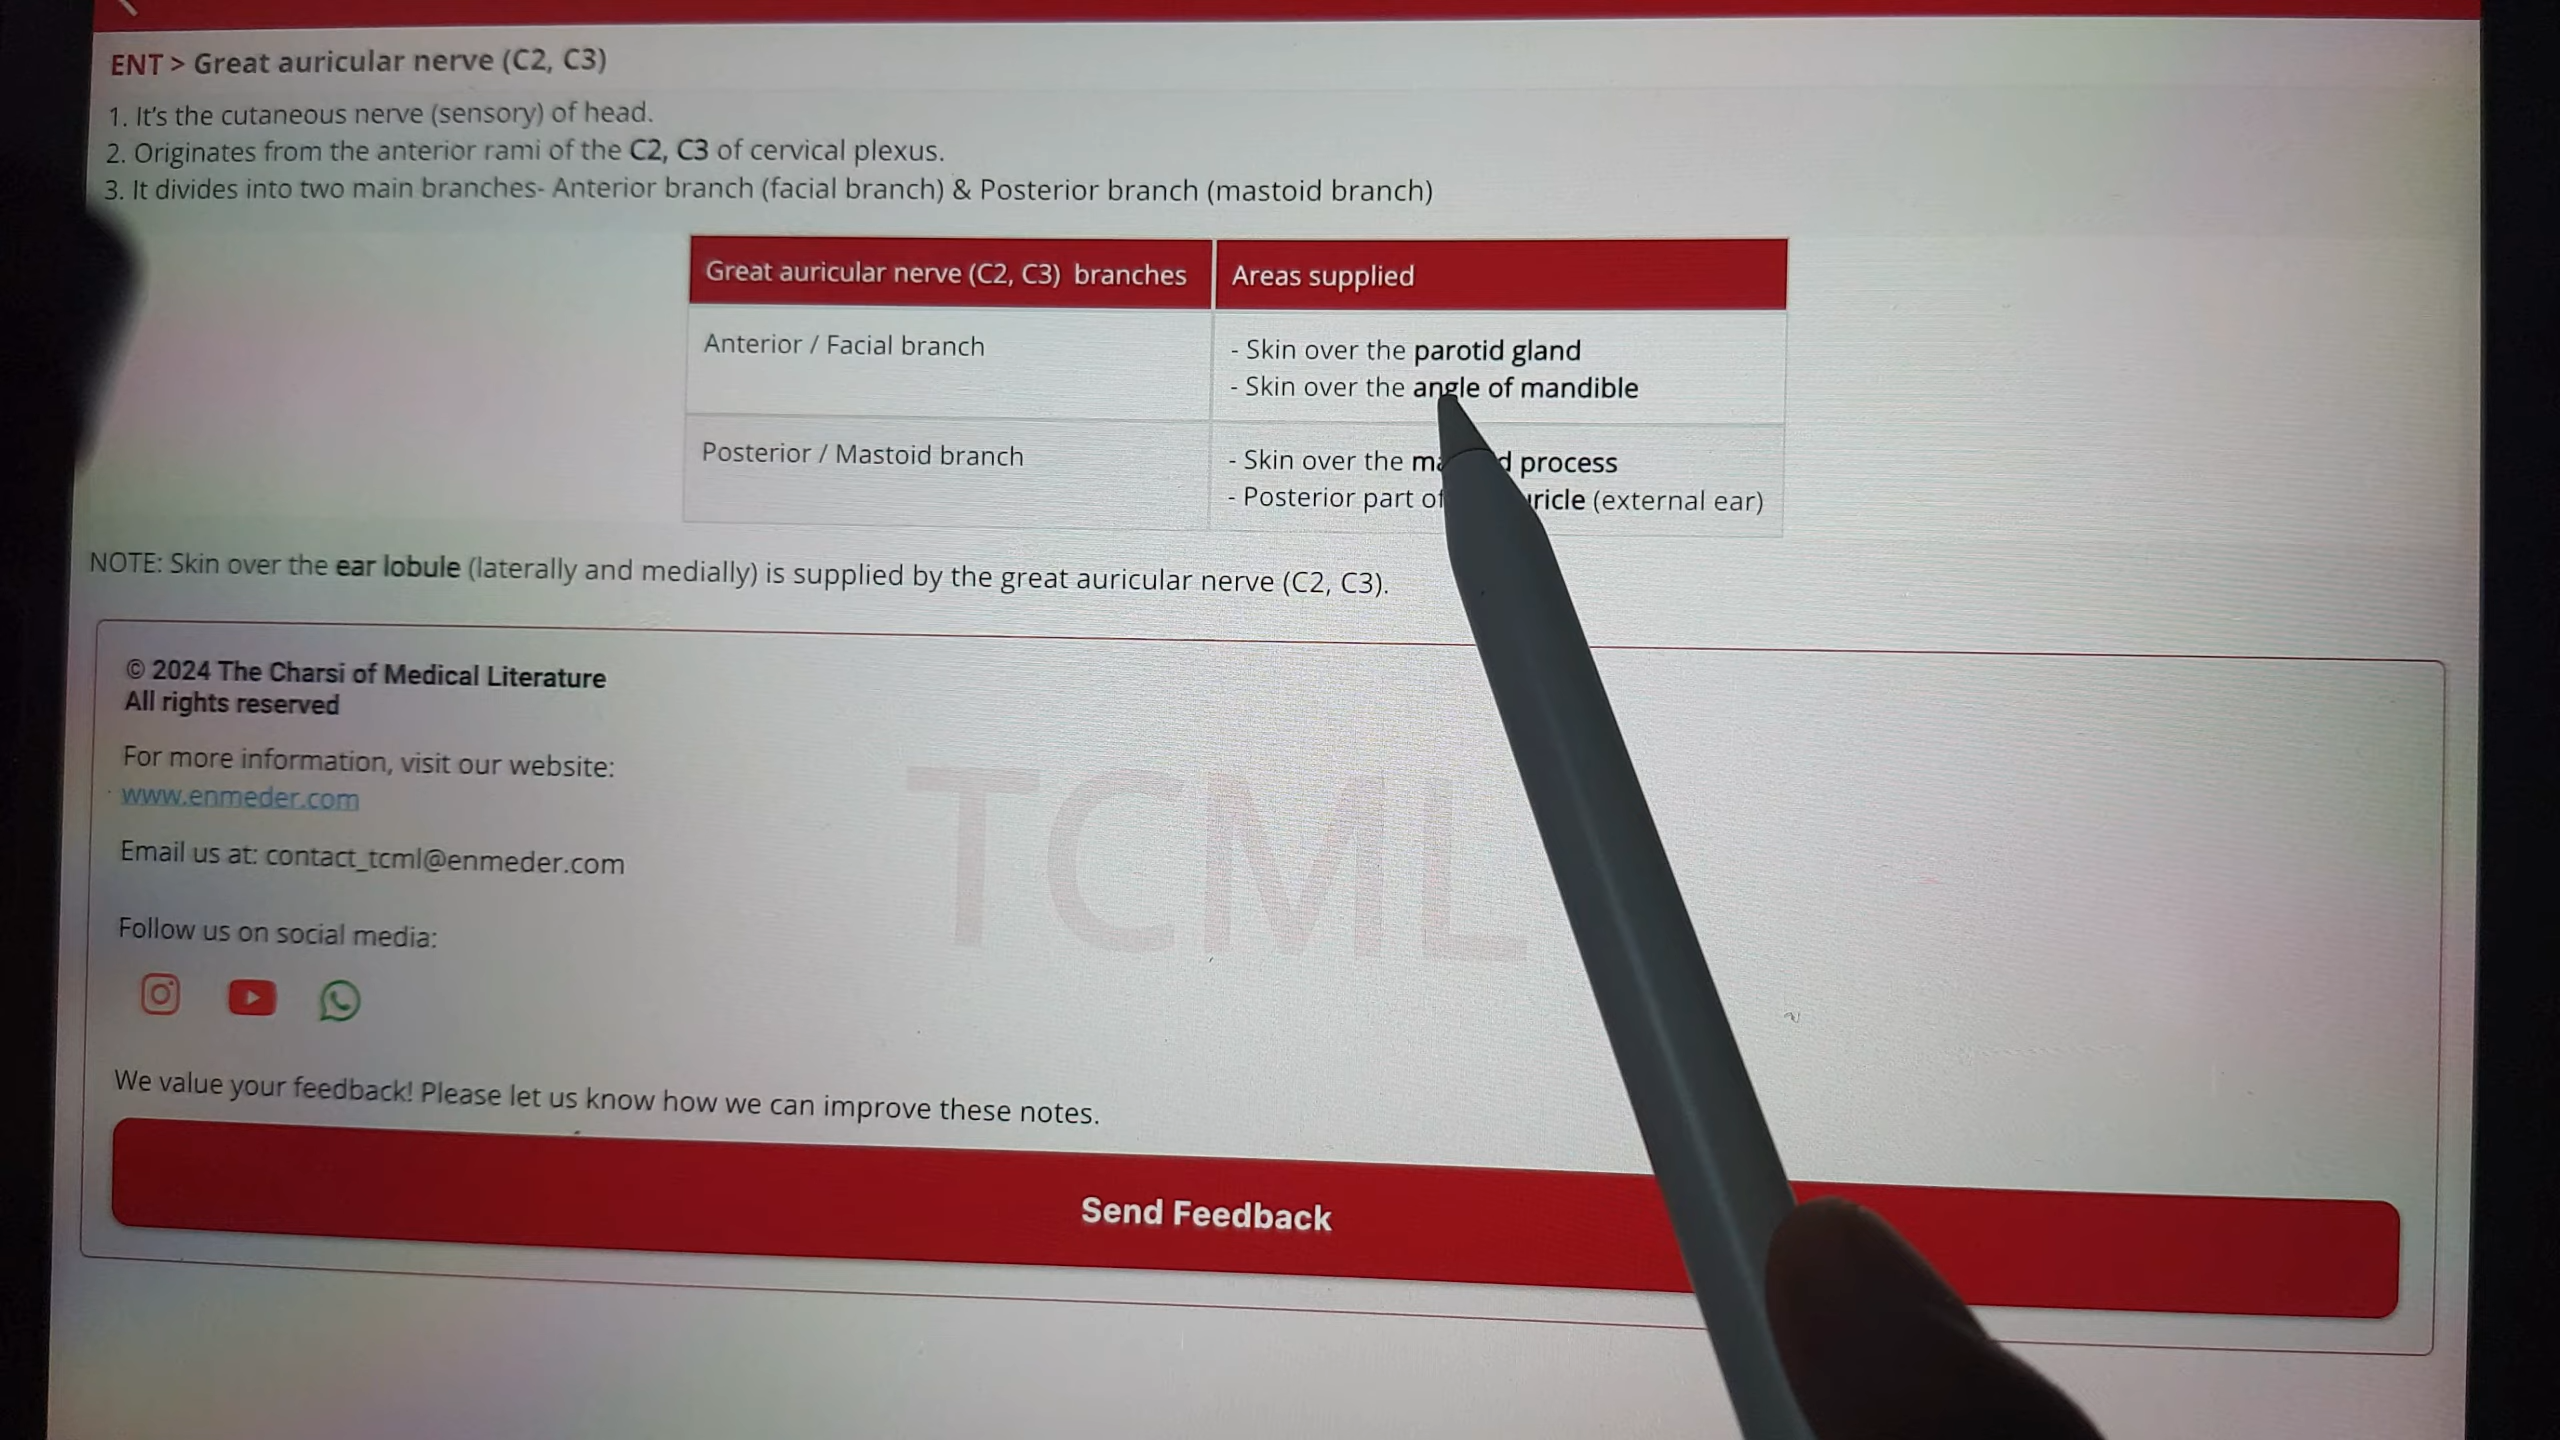 ENT > Great auricular nerve (C2, C3)
1. It's the cutaneous nerve (sensory) of head.
2. Originates from the anterior rami of the C2, C3 of cervical plexus.
3. It divides into two main branches- Anterior branch (facial branch) & Posterior branch (mastoid branch)
Great auricular nerve (C2, C3) branches Areas supplied
Anterior / Facial branch
- Skin over the parotid gland
- Skin over the angle of mandible
Posterior / Mastoid branch
- Skin over the process
- Posterior part of (external ear)
NOTE: Skin over the ear lobule (laterally and medially) is supplied by the great auricular nerve (C2, C3).
© 2024 The Charsi of Medical Literature
All rights reserved
For more information, visit our website:
www.enmeder.com
Email us at: contact_tcml@enmeder.com
TCML
Follow us on social media:
We value your feedback! Please let us know how we can improve these notes.
Send Feedback